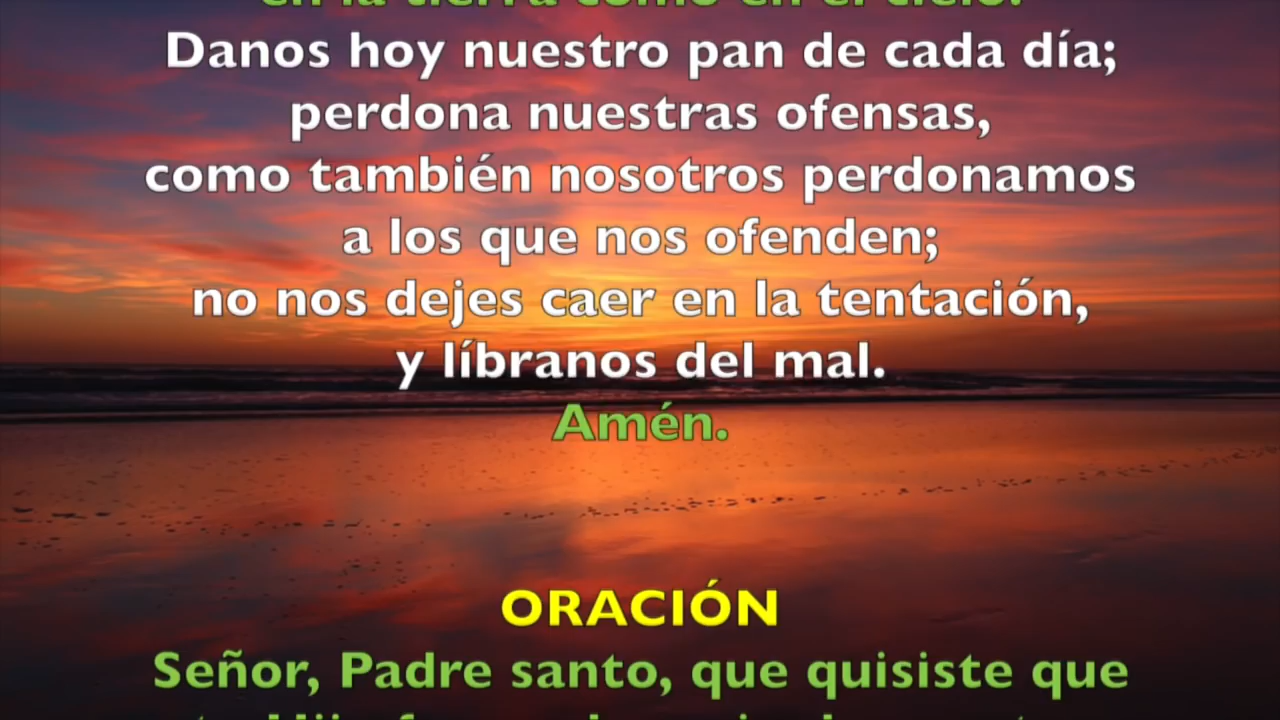 en la tierra como en el cielo.
Danos hoy nuestro pan de cada día;
perdona nuestras ofensas,
como también nosotros perdonamos
a los que nos ofenden;
no nos dejes caer en la tentación,
y líbranos del mal.
Amén.
ORACIÓN
Señor, Padre santo, que quisiste que